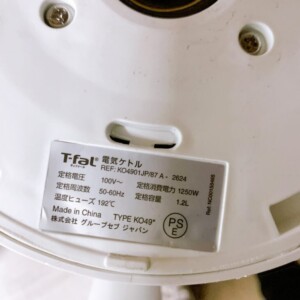 T-fal 電気ケトル
REF: KO4901JP/87 A - 2624
定格電圧 100V～ 定格消費電力 1250W
定格周波数 50-60Hz 定格容量 1.2L
温度ヒューズ 192℃
Made in China TYPE KO49*
株式会社 グループセブ ジャパン
PSE